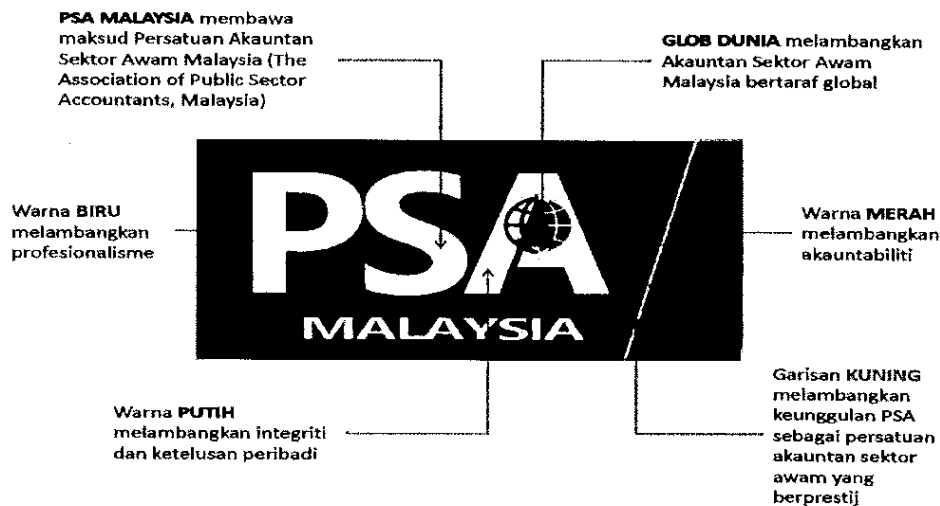 PSA MALAYSIA membawa
maksud Persatuan Akauntan
Sektor Awam Malaysia (The
Association of Public Sector
Accountants, Malaysia)
GLOB DUNIA melambangkan
Akauntan Sektor Awam
Malaysia bertaraf global
PSA
MALAYSIA
Warna BIRU
melambangkan
profesionalisme
Warna MERAH
melambangkan
akauntabiliti
Warna PUTIH
melambangkan integriti
dan ketelusan peribadi
Garisan KUNING
melambangkan
keunggulan PSA
sebagai persatuan
akauntan sektor
awam yang
berprestij